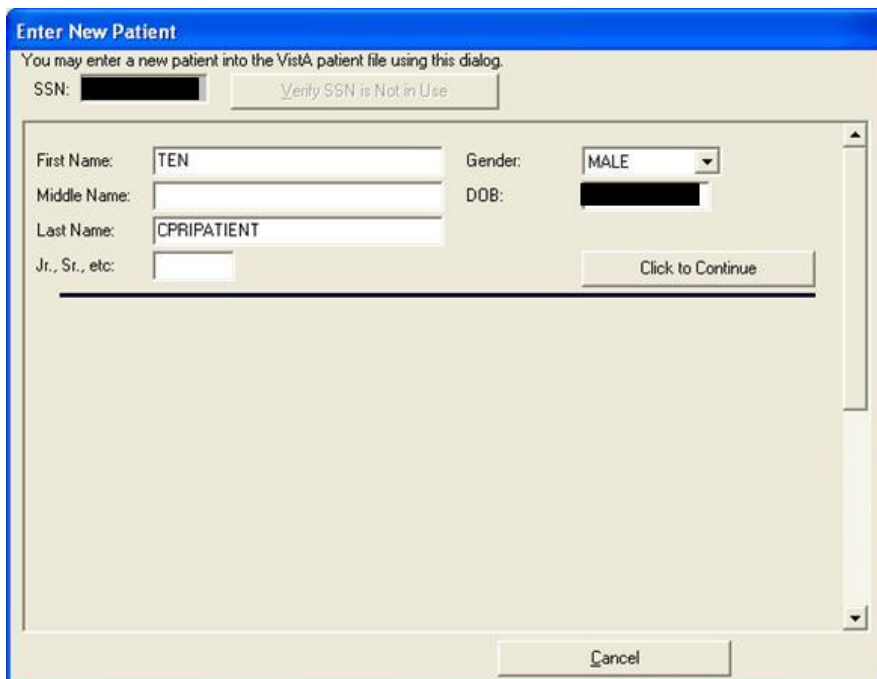 Enter New Patient
You may enter a new patient into the VistA patient file using this dialog.
SSN: Verify SSN is Not in Use
First Name: TEN Gender: MALE
Middle Name: DOB:
Last Name: CPRIPATIENT
Jr., Sr., etc: Click to Continue
Cancel